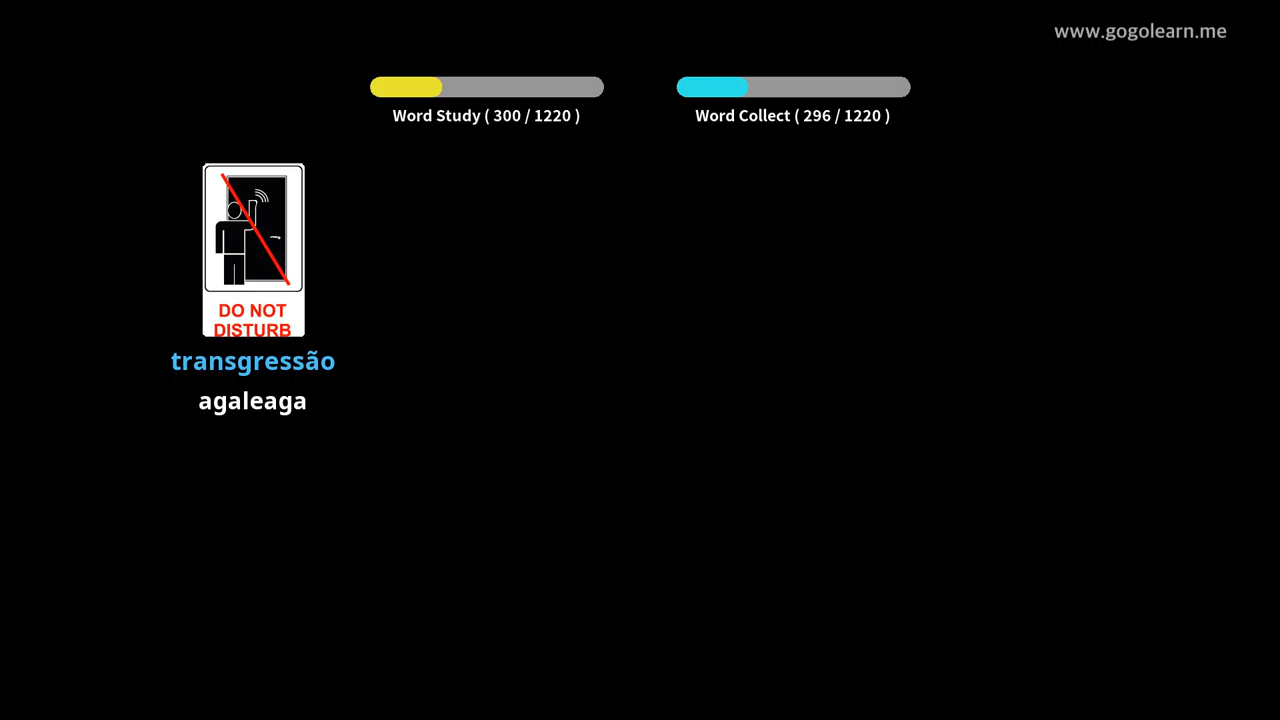 www.gogolearn.me
Word Study ( 300 / 1220 )
Word Collect ( 296 / 1220 )
DO NOT
DISTURB
transgressão
agaleaga